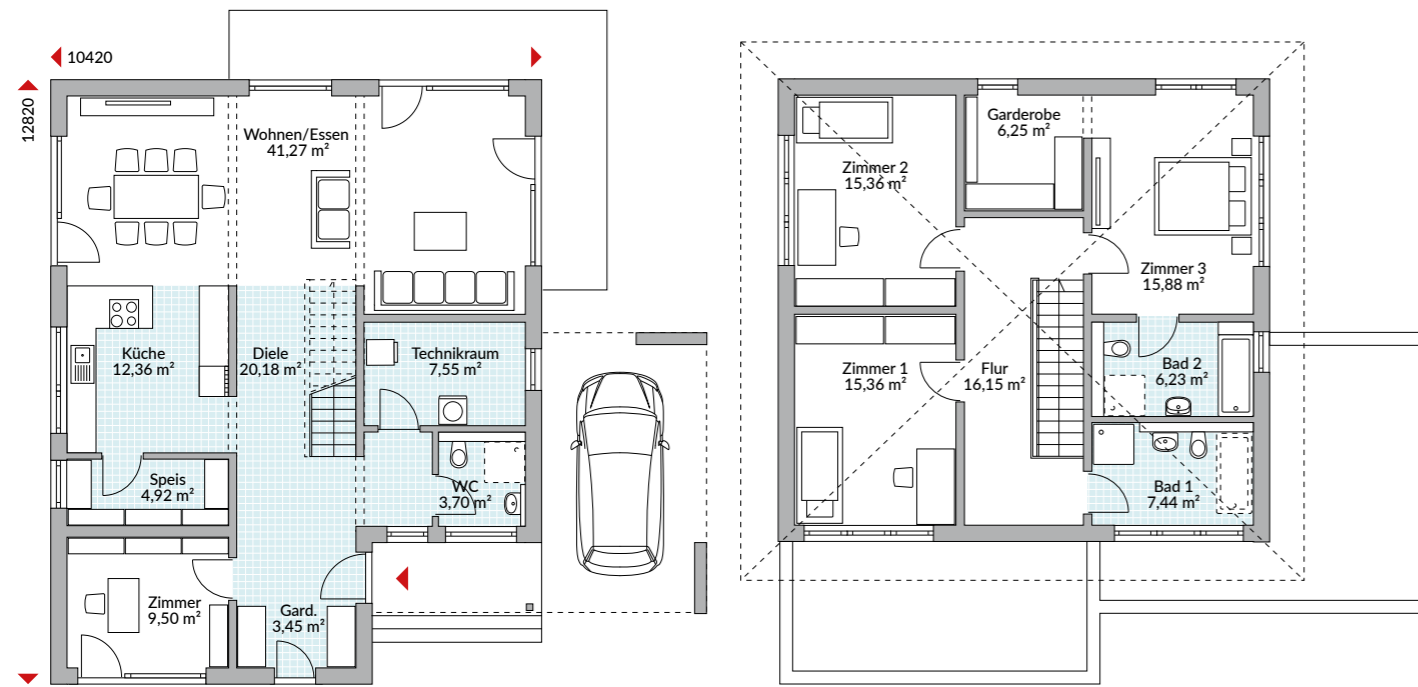 10420
12820
Wohnen/Essen
41,27 m²
Küche
12,36 m²
Diele
20,18 m²
Technikraum
7,55 m²
Speis
4,92 m²
WC
3,70 m²
Zimmer
9,50 m²
Gard.
3,45 m²
Garderobe
6,25 m²
Zimmer 2
15,36 m²
Zimmer 3
15,88 m²
Zimmer 1
15,36 m²
Flur
16,15 m²
Bad 2
6,23 m²
Bad 1
7,44 m²